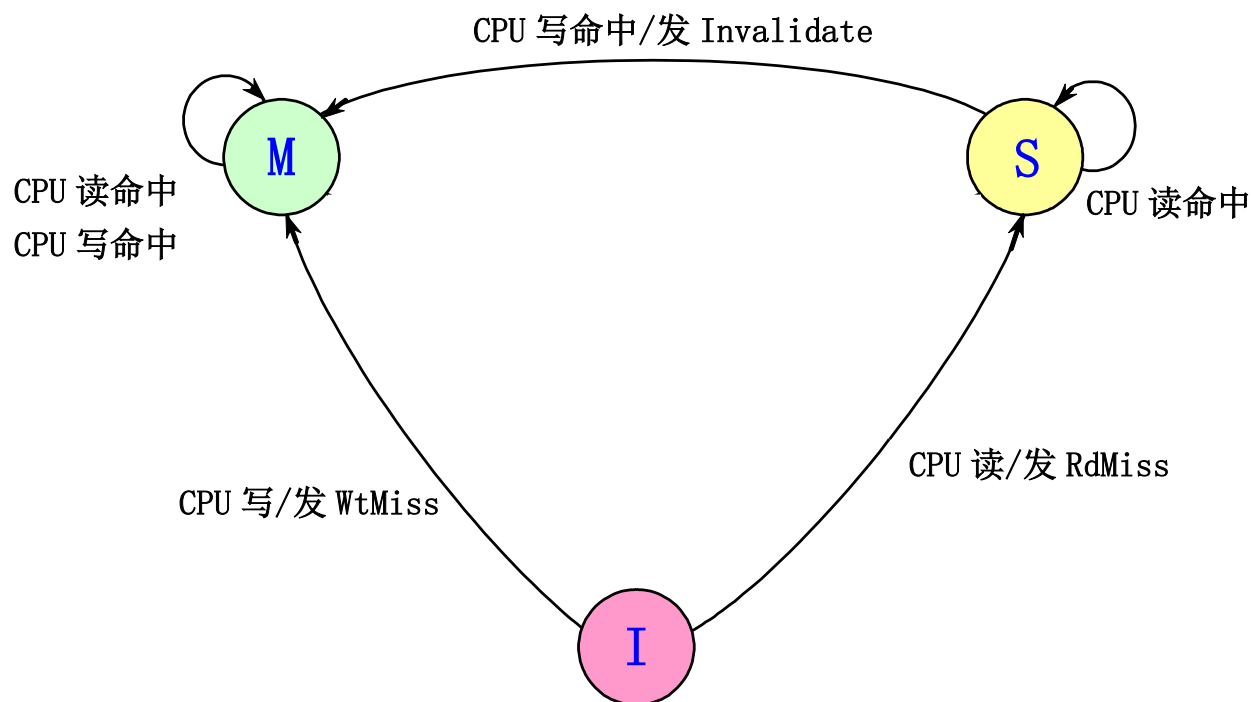 CPU 写命中/发 Invalidate
M
S
CPU 读命中
CPU 写命中
CPU 读命中
CPU 读/发 RdMiss
CPU 写/发 WtMiss
I